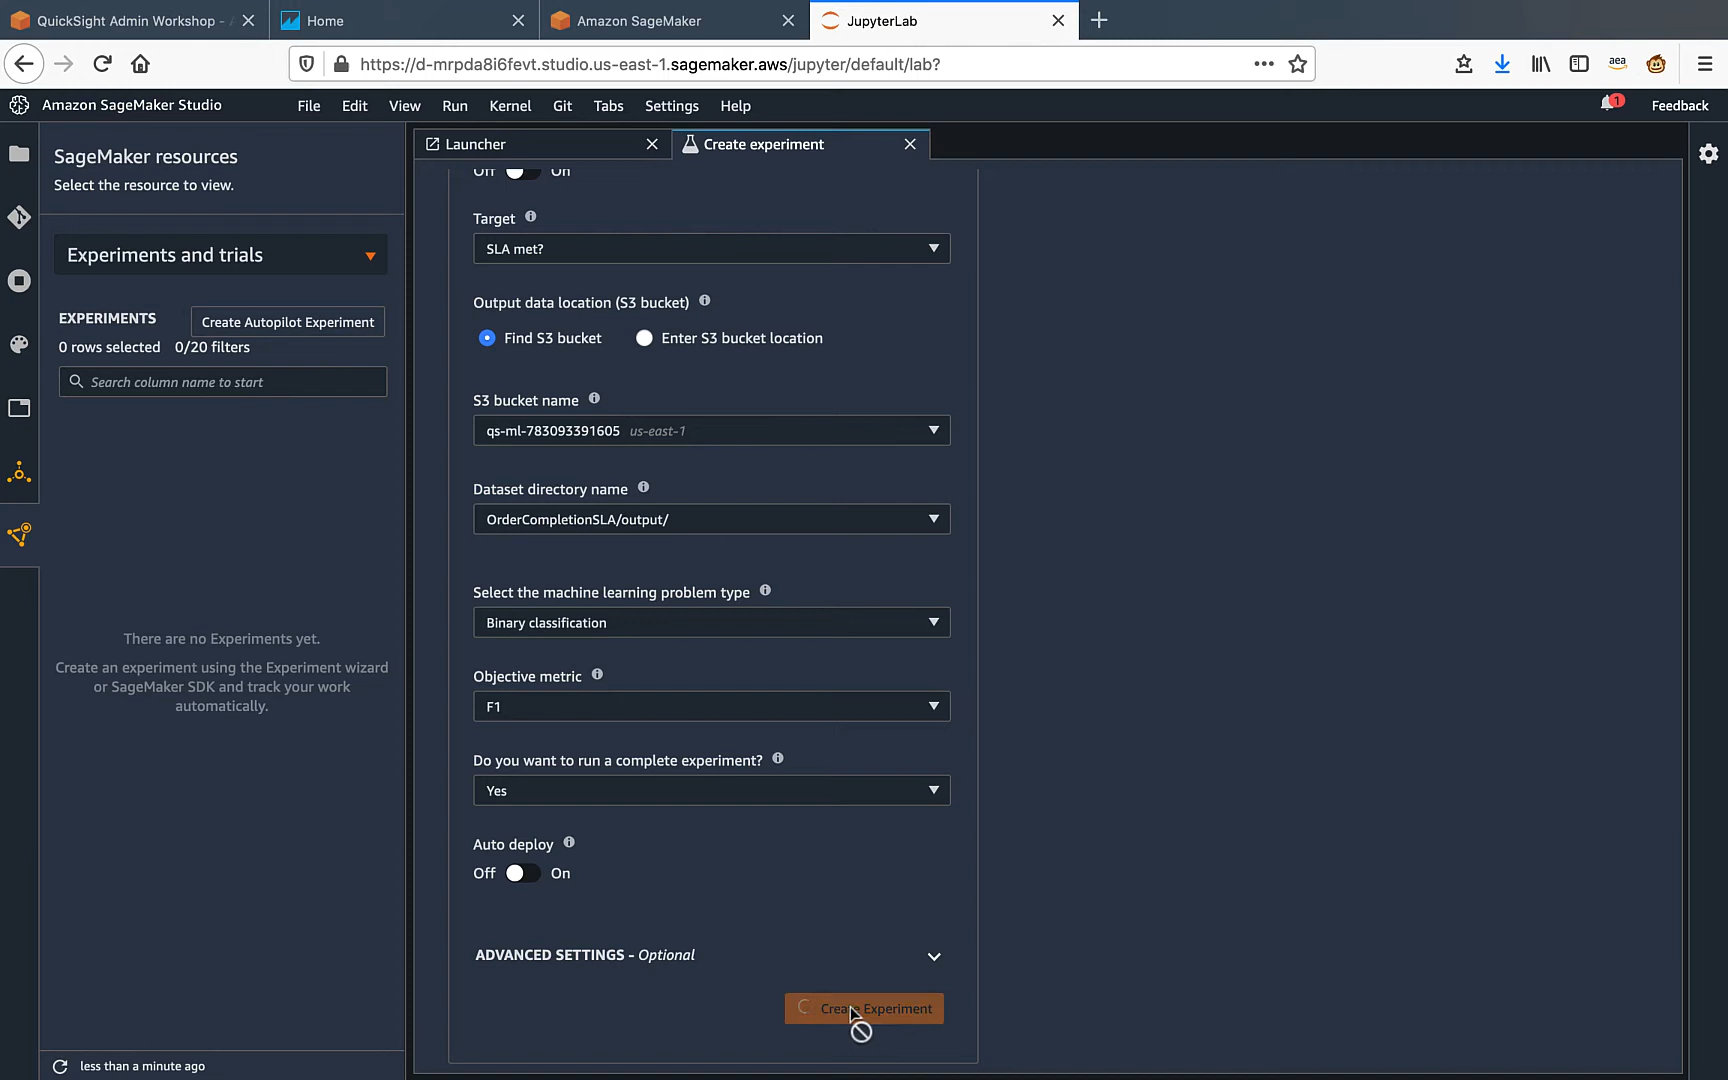 QuickSight Admin Workshop -
Home
Amazon SageMaker
JupyterLab
https://d-mrpda8i6fevt.studio.us-east-1.sagemaker.aws/jupyter/default/lab?
aea
Amazon SageMaker Studio
File Edit View Run Kernel Git Tabs Settings Help
1
Feedback
SageMaker resources
Select the resource to view.
Experiments and trials
EXPERIMENTS
Create Autopilot Experiment
0 rows selected 0/20 filters
Search column name to start
There are no Experiments yet.
Create an experiment using the Experiment wizard
or SageMaker SDK and track your work
automatically.
less than a minute ago
Launcher
Create experiment
Off On
Target
SLA met?
Output data location (S3 bucket)
Find S3 bucket Enter S3 bucket location
S3 bucket name
qs-ml-783093391605 us-east-1
Dataset directory name
OrderCompletionSLA/output/
Select the machine learning problem type
Binary classification
Objective metric
F1
Do you want to run a complete experiment?
Yes
Auto deploy
Off On
ADVANCED SETTINGS - Optional
Create Experiment